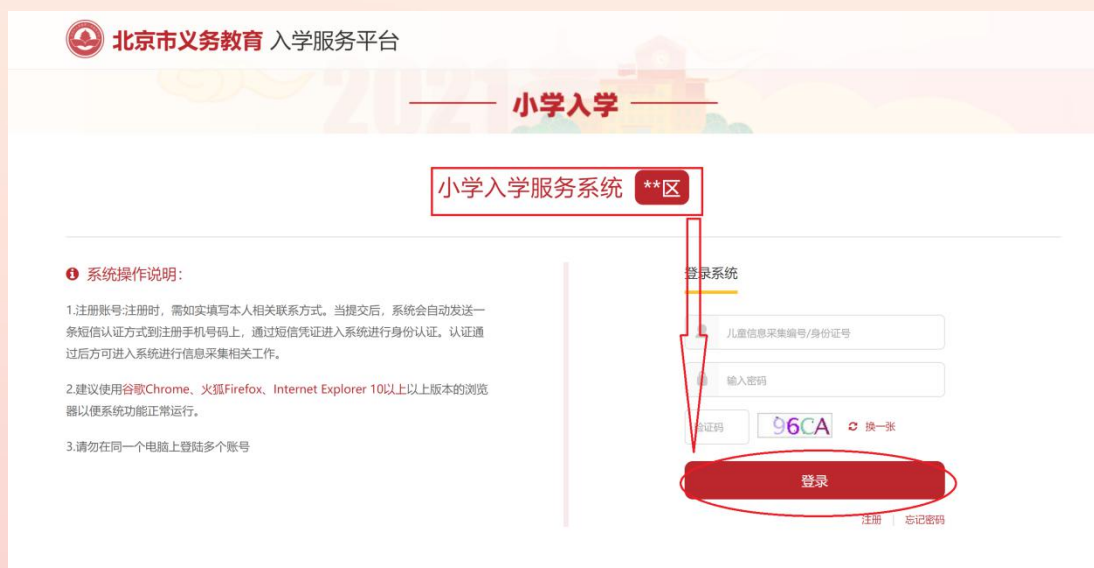 北京市义务教育 入学服务平台
2021
小学入学
小学入学服务系统 **区
系统操作说明：
1.注册账号:注册时，需如实填写本人相关联系方式。当提交后，系统会自动发送一
条短信认证方式到注册手机号码上，通过短信凭证进入系统进行身份认证。认证通
过后方可进入系统进行信息采集相关工作。
2.建议使用谷歌Chrome、火狐Firefox、Internet Explorer 10以上以上版本的浏览
器以便系统功能正常运行。
3.请勿在同一个电脑上登陆多个账号
登录系统
儿童信息采集编号/身份证号
输入密码
验证码 96CA 换一张
登录
注册 忘记密码